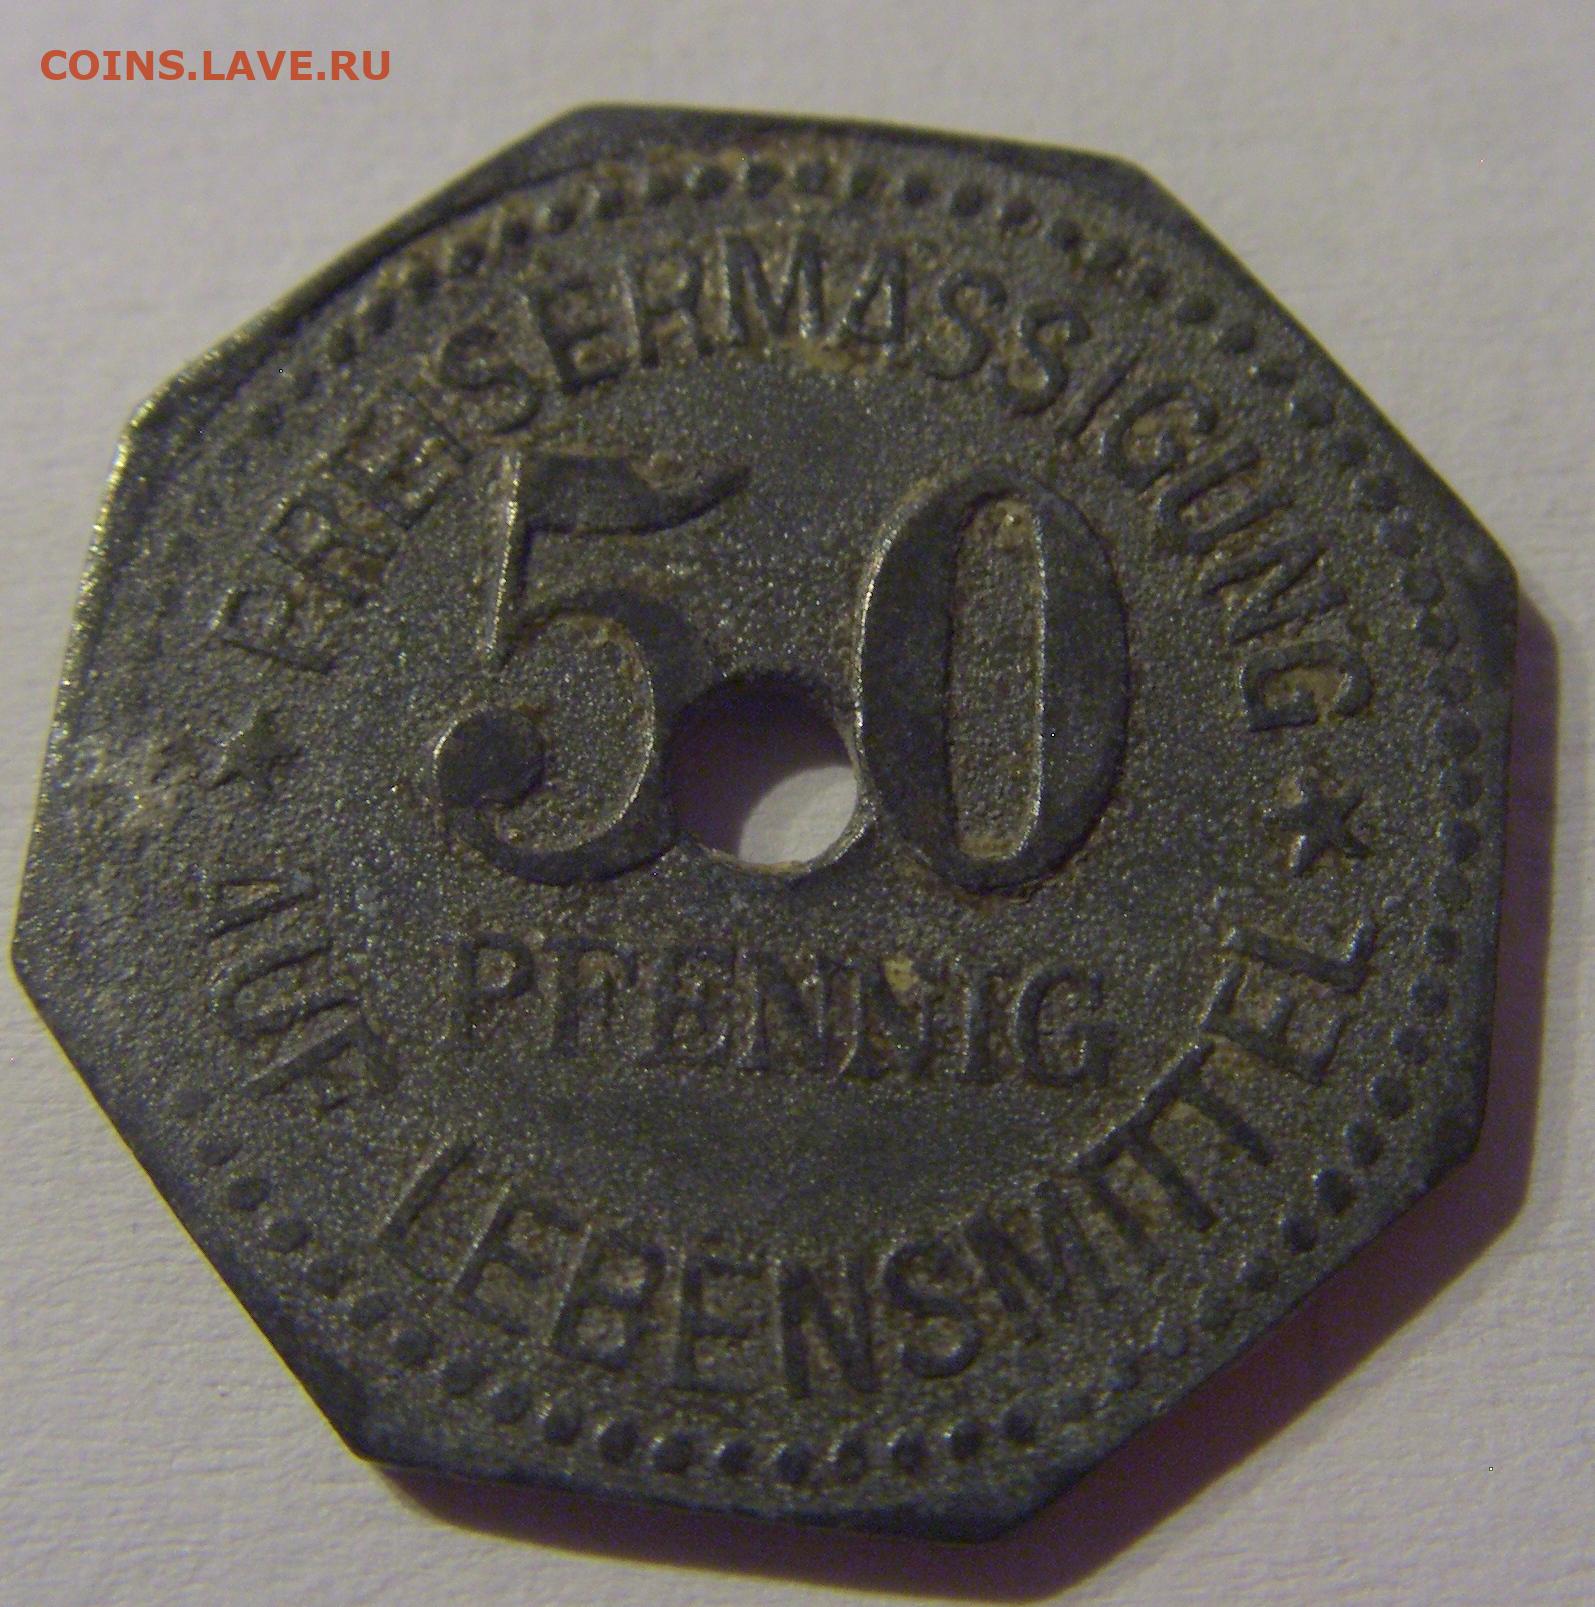 COINS.LAVE.RU
PREISERMASSIGUNG
50
PFENNIG
AUF LEBENSMITTEL